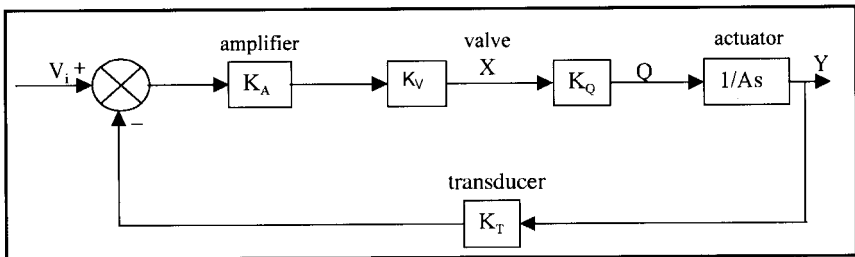 amplifier
valve
actuator
V_i +
K_A
K_V
X
K_Q
Q
1/As
Y
−
transducer
K_T